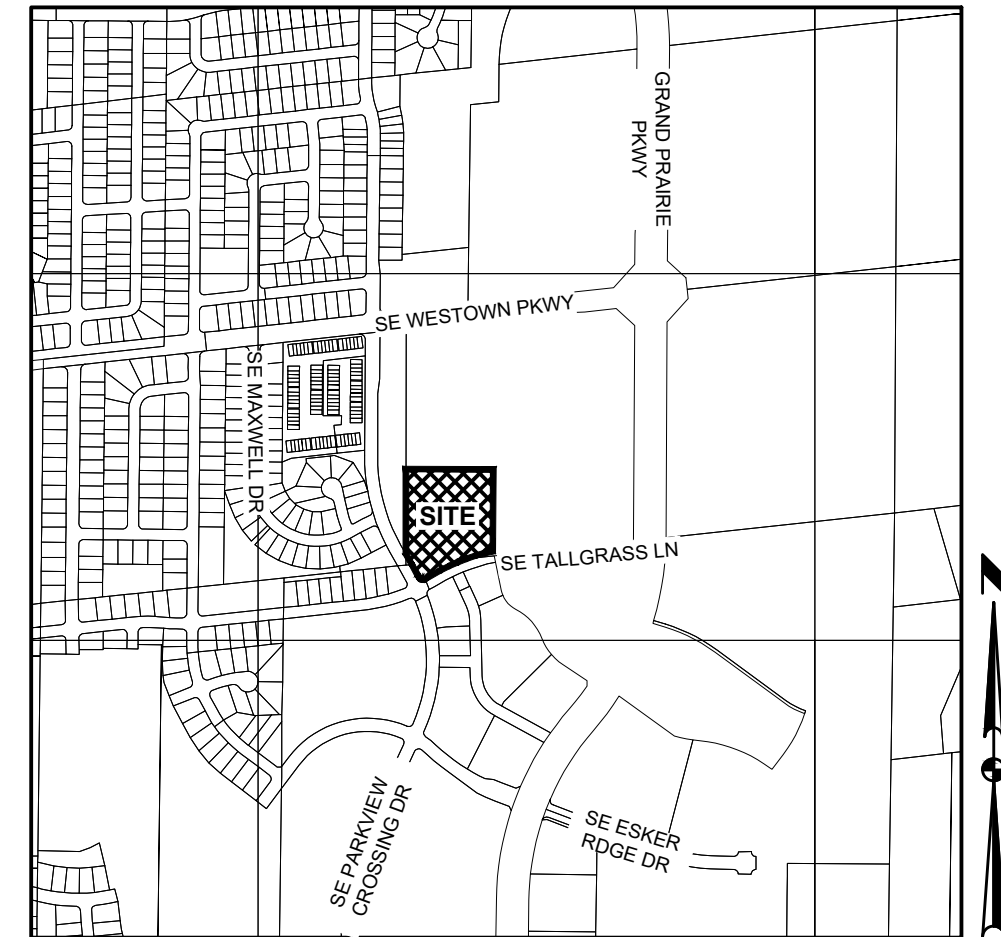 GRAND PRAIRIE
PKWY
SE WESTOWN PKWY
SE MAXWELL DR
SITE
SE TALLGRASS LN
SE PARKVIEW
CROSSING DR
SE ESKER
RDGE DR